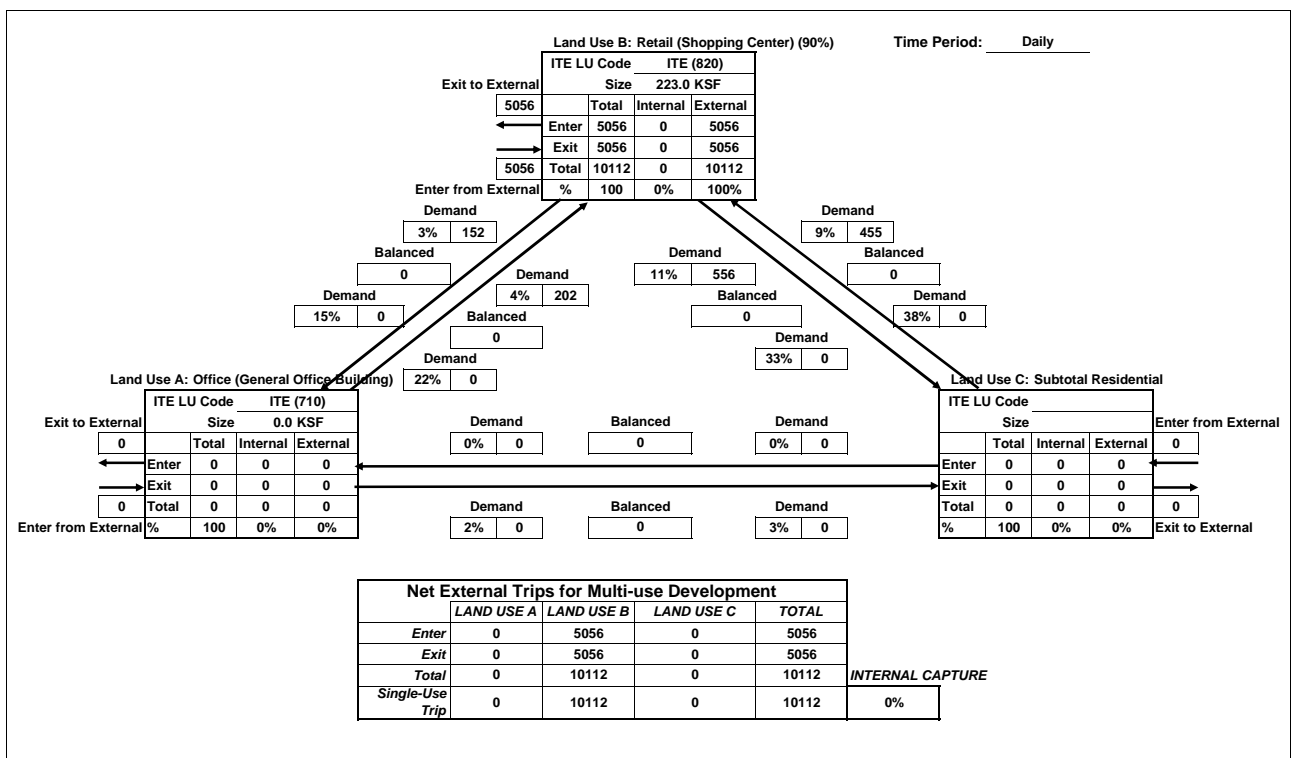 Land Use B: Retail (Shopping Center) (90%) Time Period: Daily
ITE LU Code ITE (820)
Exit to External Size 223.0 KSF
5056 Total Internal External
Enter 5056 0 5056
Exit 5056 0 5056
5056 Total 10112 0 10112
Enter from External % 100 0% 100%
Demand Demand
3% 152 9% 455
Balanced Demand Balanced
0 11% 556 0
Demand
4% 202
Demand Balanced Demand
15% 0 0 38% 0
Balanced
0
Demand
33% 0
Demand
22% 0
Land Use A: Office (General Office Building) Land Use C: Subtotal Residential
ITE LU Code ITE (710) ITE LU Code
Exit to External Size 0.0 KSF Demand Balanced Demand Size Enter from External
0 Total Internal External 0% 0 0 0% 0 Total Internal External 0
Enter 0 0 0 Enter 0 0 0
Exit 0 0 0 Exit 0 0 0
0 Total 0 0 0 Demand Balanced Demand Total 0 0 0 0
Enter from External % 100 0% 0% 2% 0 0 3% 0 % 100 0% 0% Exit to External
Net External Trips for Multi-use Development
LAND USE A LAND USE B LAND USE C TOTAL
Enter 0 5056 0 5056
Exit 0 5056 0 5056
Total 0 10112 0 10112 INTERNAL CAPTURE
Single-Use
Trip 0 10112 0 10112 0%